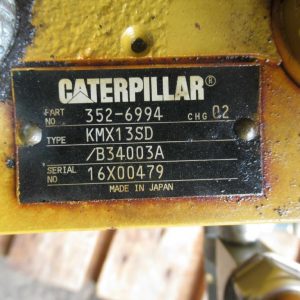 CATERPILLAR®
PART NO 352-6994 CHG 02
TYPE KMX13SD
/B34003A
SERIAL NO 16X00479
MADE IN JAPAN